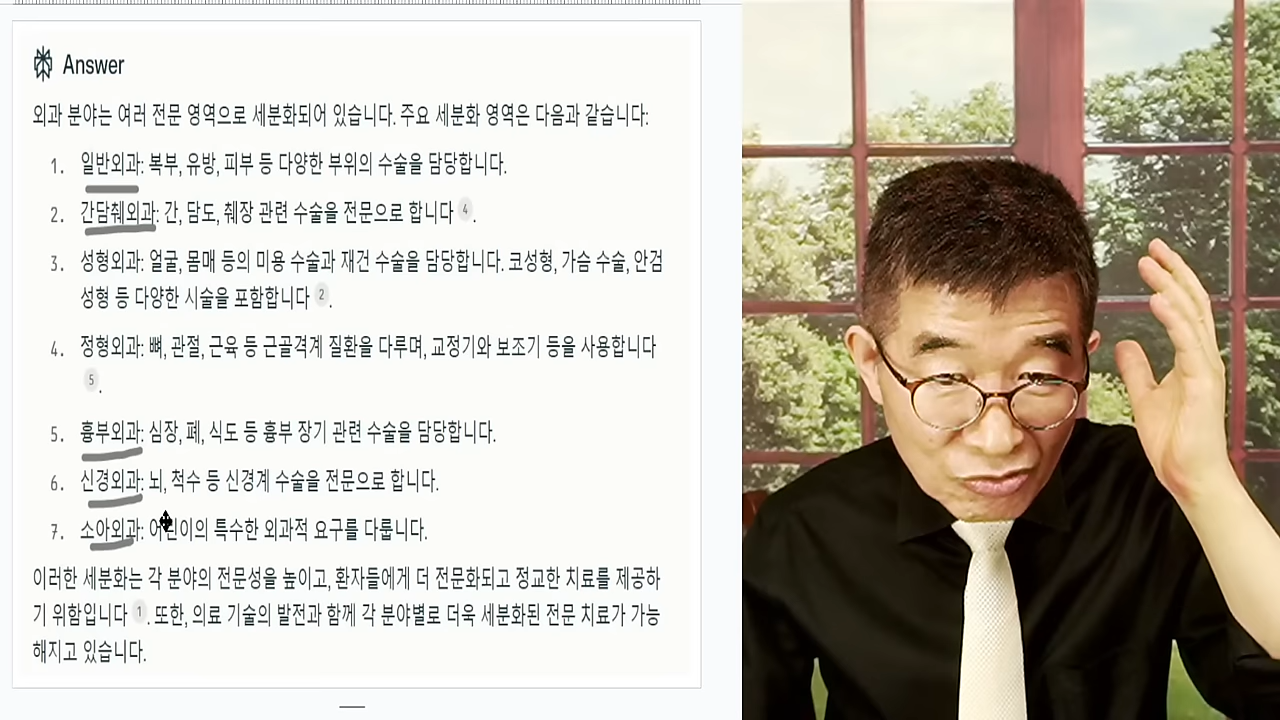 Answer
외과 분야는 여러 전문 영역으로 세분화되어 있습니다. 주요 세분화 영역은 다음과 같습니다:
1. 일반외과: 복부, 유방, 피부 등 다양한 부위의 수술을 담당합니다.
2. 간담췌외과: 간, 담도, 췌장 관련 수술을 전문으로 합니다 4.
3. 성형외과: 얼굴, 몸매 등의 미용 수술과 재건 수술을 담당합니다. 코성형, 가슴 수술, 안검
성형 등 다양한 시술을 포함합니다 2.
4. 정형외과: 뼈, 관절, 근육 등 근골격계 질환을 다루며, 교정기와 보조기 등을 사용합니다
5.
5. 흉부외과: 심장, 폐, 식도 등 흉부 장기 관련 수술을 담당합니다.
6. 신경외과: 뇌, 척수 등 신경계 수술을 전문으로 합니다.
7. 소아외과: 어린이의 특수한 외과적 요구를 다룹니다.
이러한 세분화는 각 분야의 전문성을 높이고, 환자들에게 더 전문화되고 정교한 치료를 제공하
기 위함입니다 1. 또한, 의료 기술의 발전과 함께 각 분야별로 더욱 세분화된 전문 치료가 가능
해지고 있습니다.